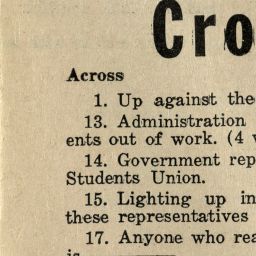 Cro
Across
1. Up against the
13. Administration
ents out of work. (4
14. Government rep
Students Union.
15. Lighting up in
these representatives
17. Anyone who rea
is